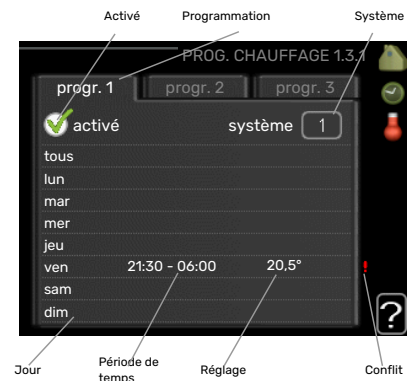 Activé Programmation Système
PROG. CHAUFFAGE 1.3.1
progr. 1 progr. 2 progr. 3
activé système 1
tous
lun
mar
mer
jeu
ven 21:30 - 06:00 20,5° !
sam
dim
?
Jour Période de temps Réglage Conflit